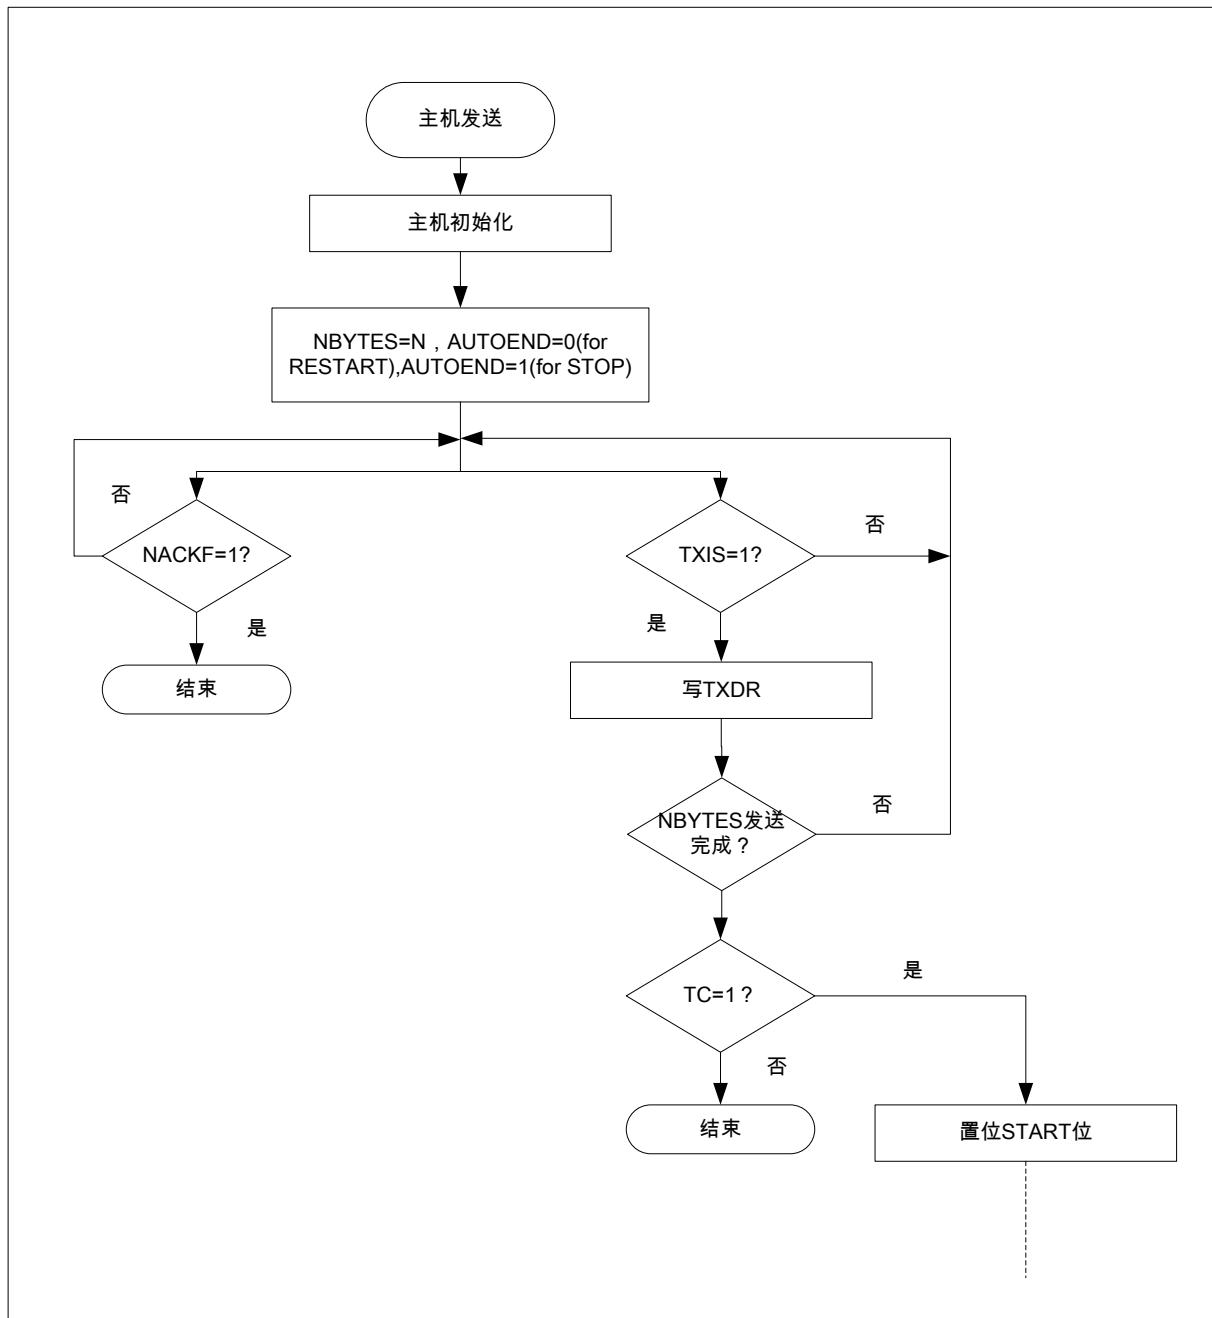 主机发送
主机初始化
NBYTES=N，AUTOEND=0(for
RESTART),AUTOEND=1(for STOP)
否
NACKF=1?
是
结束
TXIS=1?
否
是
写TXDR
NBYTES发送
完成？
否
TC=1？
是
否
结束
置位START位